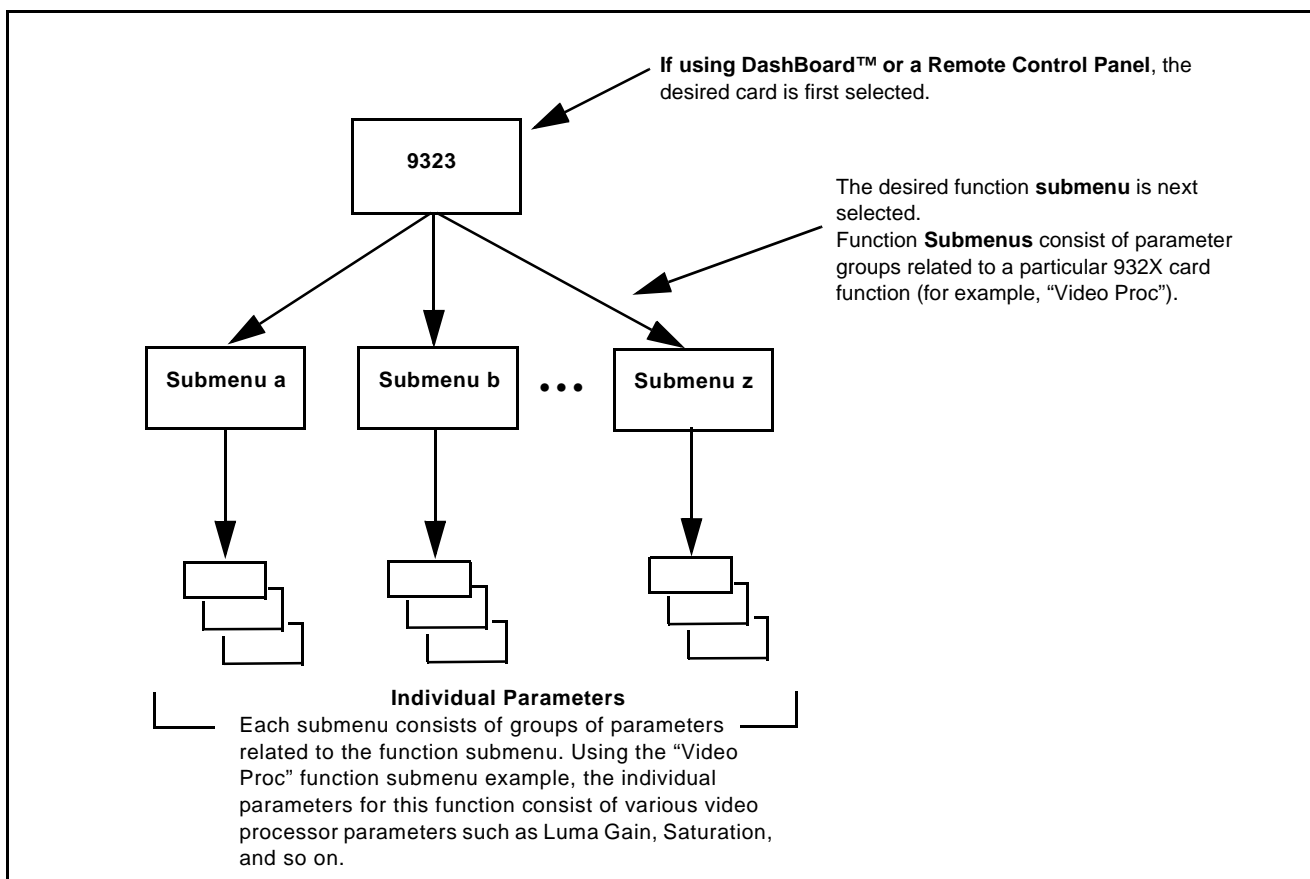 If using DashBoard™ or a Remote Control Panel, the
desired card is first selected.
9323
The desired function submenu is next
selected.
Function Submenus consist of parameter
groups related to a particular 932X card
function (for example, “Video Proc”).
Submenu a
Submenu b
•••
Submenu z
Individual Parameters
Each submenu consists of groups of parameters
related to the function submenu. Using the “Video
Proc” function submenu example, the individual
parameters for this function consist of various video
processor parameters such as Luma Gain, Saturation,
and so on.